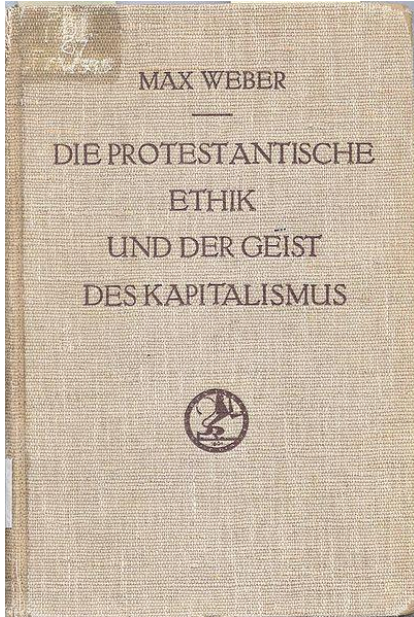 MAX WEBER
DIE PROTESTANTISCHE
ETHIK
UND DER GEIST
DES KAPITALISMUS